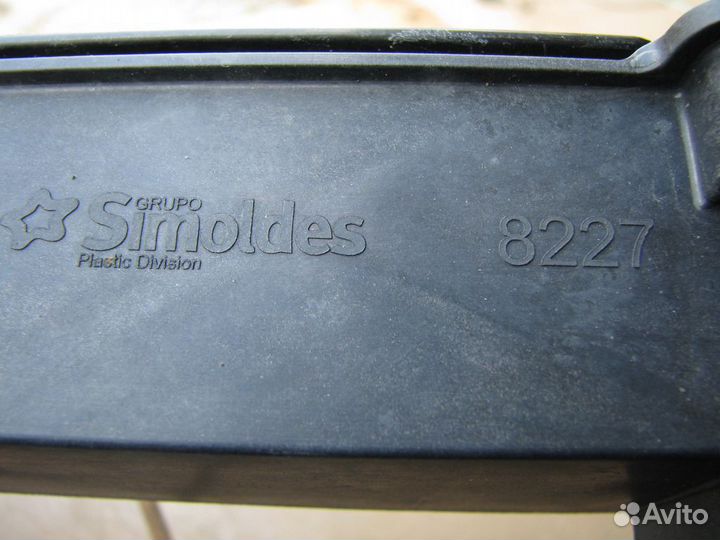 GRUPO
Simoldes
Plastic Division
8227
Avito